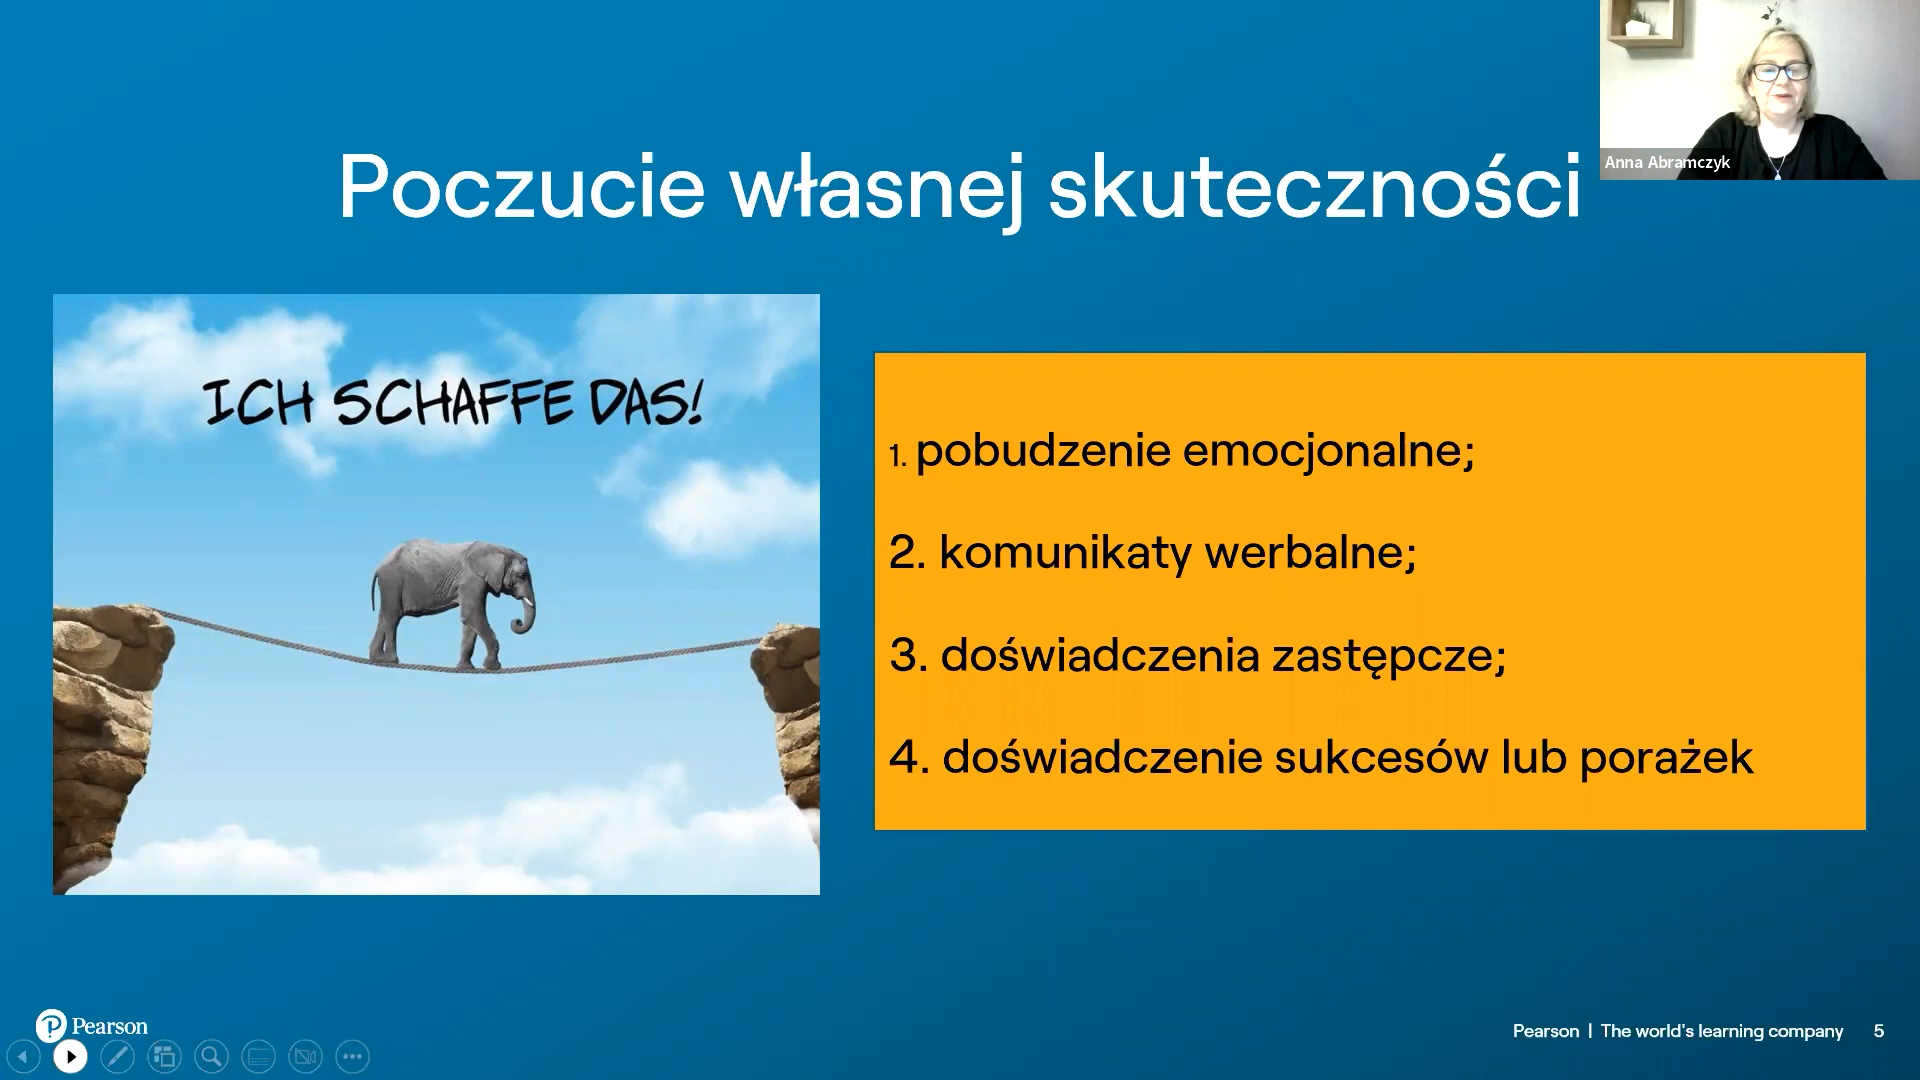 Anna Abramczyk
Poczucie własnej skuteczności
ICH SCHAFFE DAS!
1. pobudzenie emocjonalne;
2. komunikaty werbalne;
3. doświadczenia zastępcze;
4. doświadczenie sukcesów lub porażek
Pearson
Pearson | The world's learning company 5